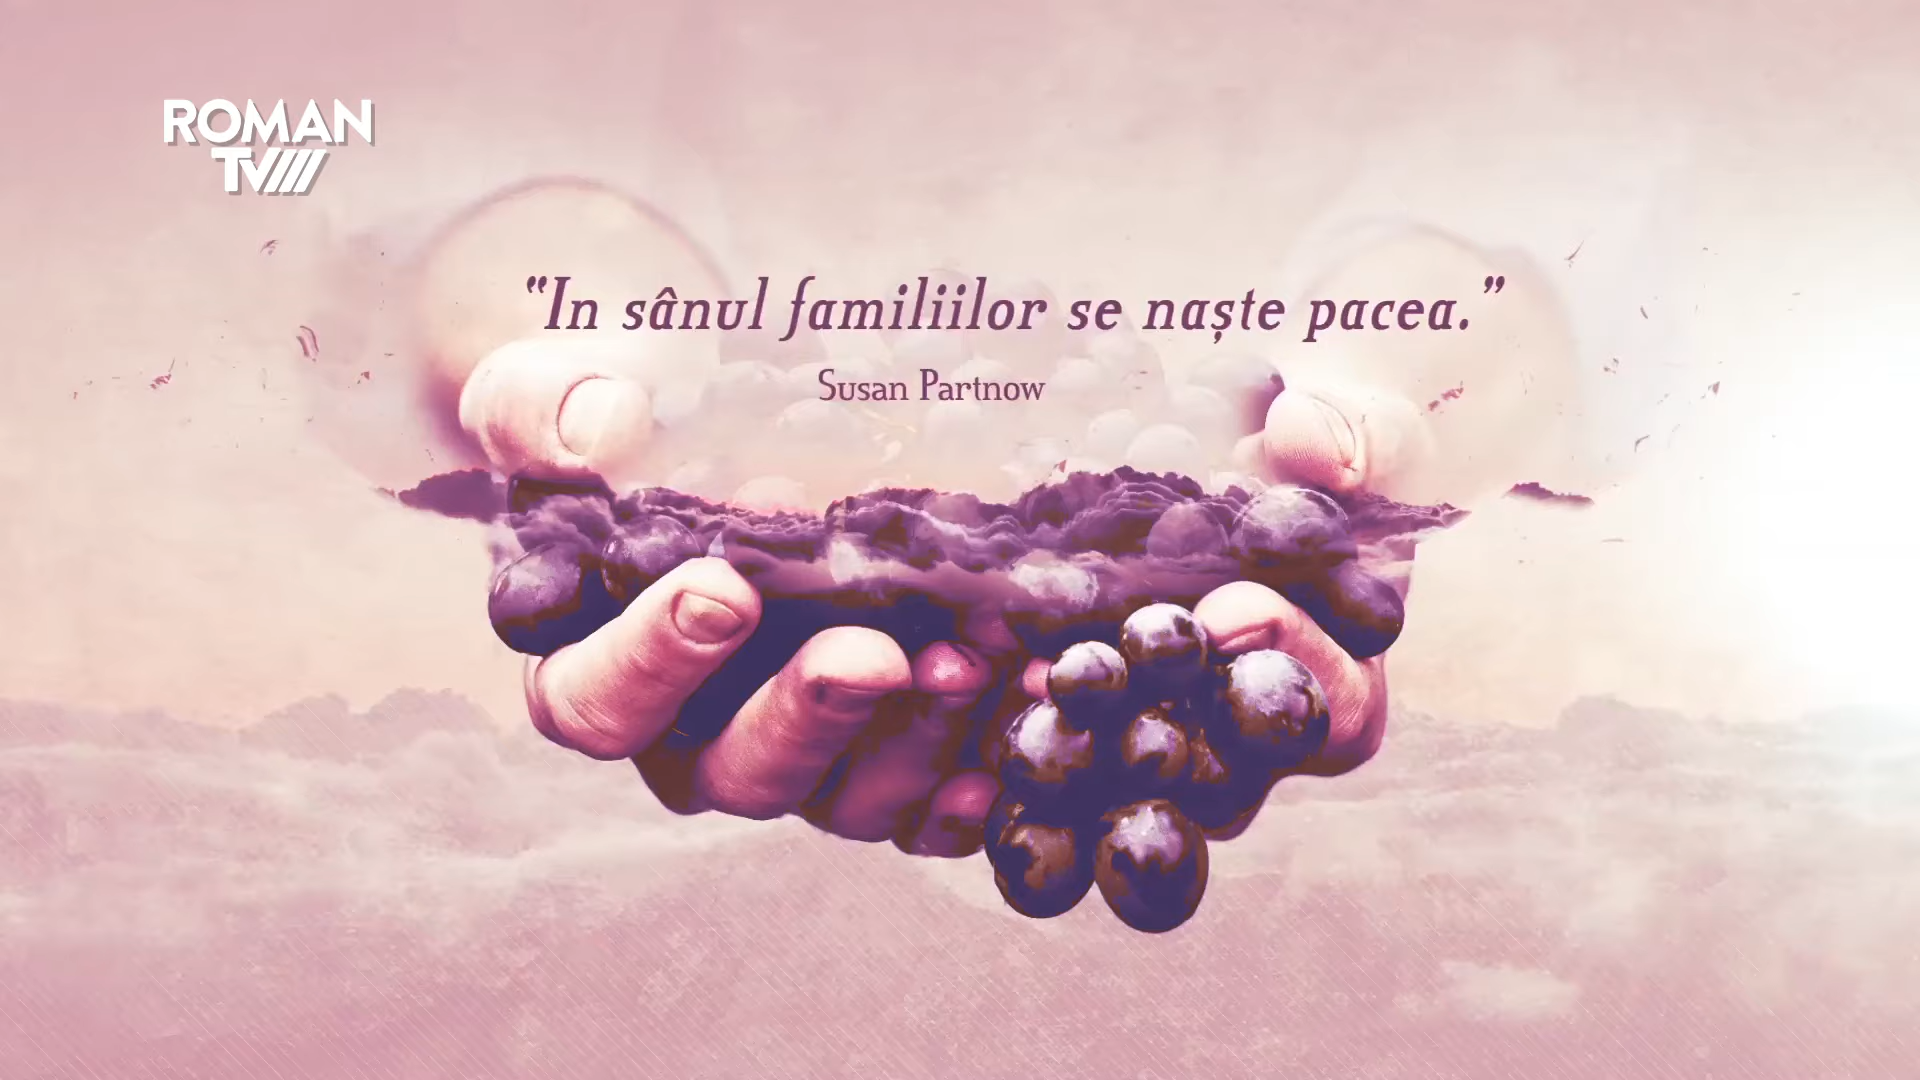 ROMAN
TV
“In sânul familiilor se naște pacea.”
Susan Partnow